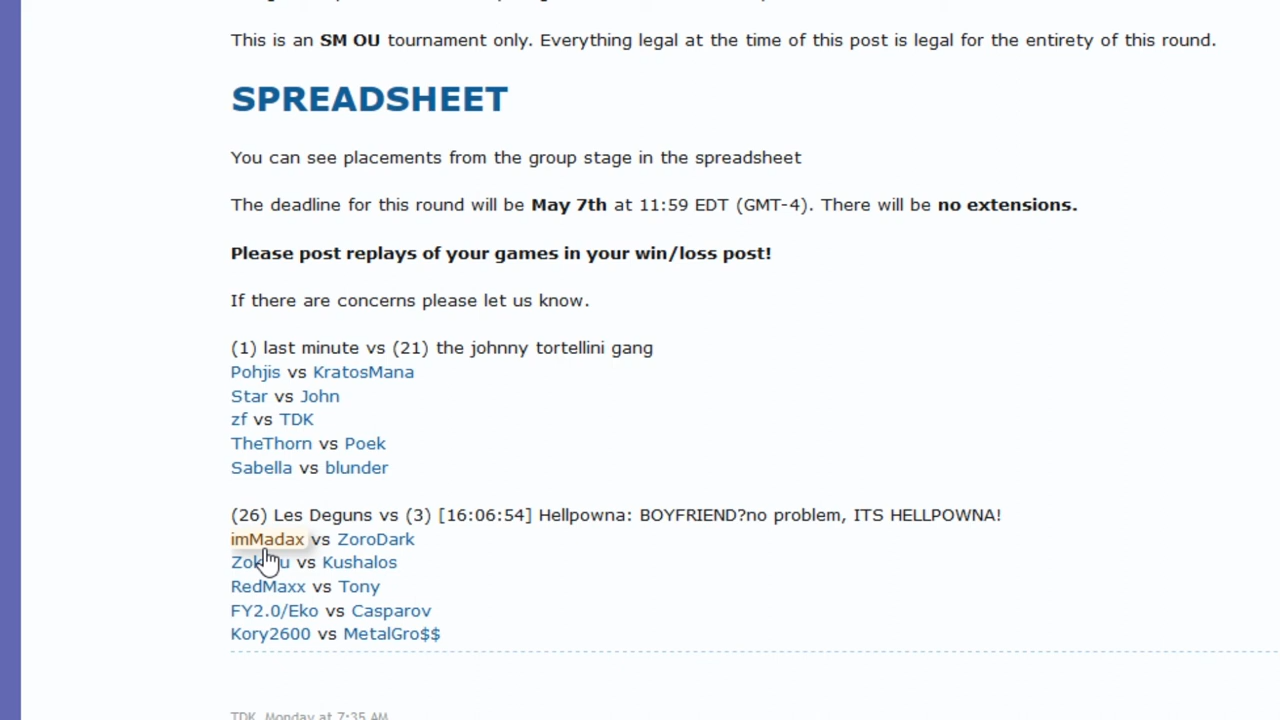 This is an SM OU tournament only. Everything legal at the time of this post is legal for the entirety of this round.
SPREADSHEET
You can see placements from the group stage in the spreadsheet
The deadline for this round will be May 7th at 11:59 EDT (GMT-4). There will be no extensions.
Please post replays of your games in your win/loss post!
If there are concerns please let us know.
(1) last minute vs (21) the johnny tortellini gang
Pohjis vs KratosMana
Star vs John
zf vs TDK
TheThorn vs Poek
Sabella vs blunder
(26) Les Deguns vs (3) [16:06:54] Hellpowna: BOYFRIEND?no problem, ITS HELLPOWNA!
imMadax vs ZoroDark
vs Kushalos
RedMaxx vs Tony
FY2.0/Eko vs Casparov
Kory2600 vs MetalGro$$
TDK, Monday at 7:35 AM